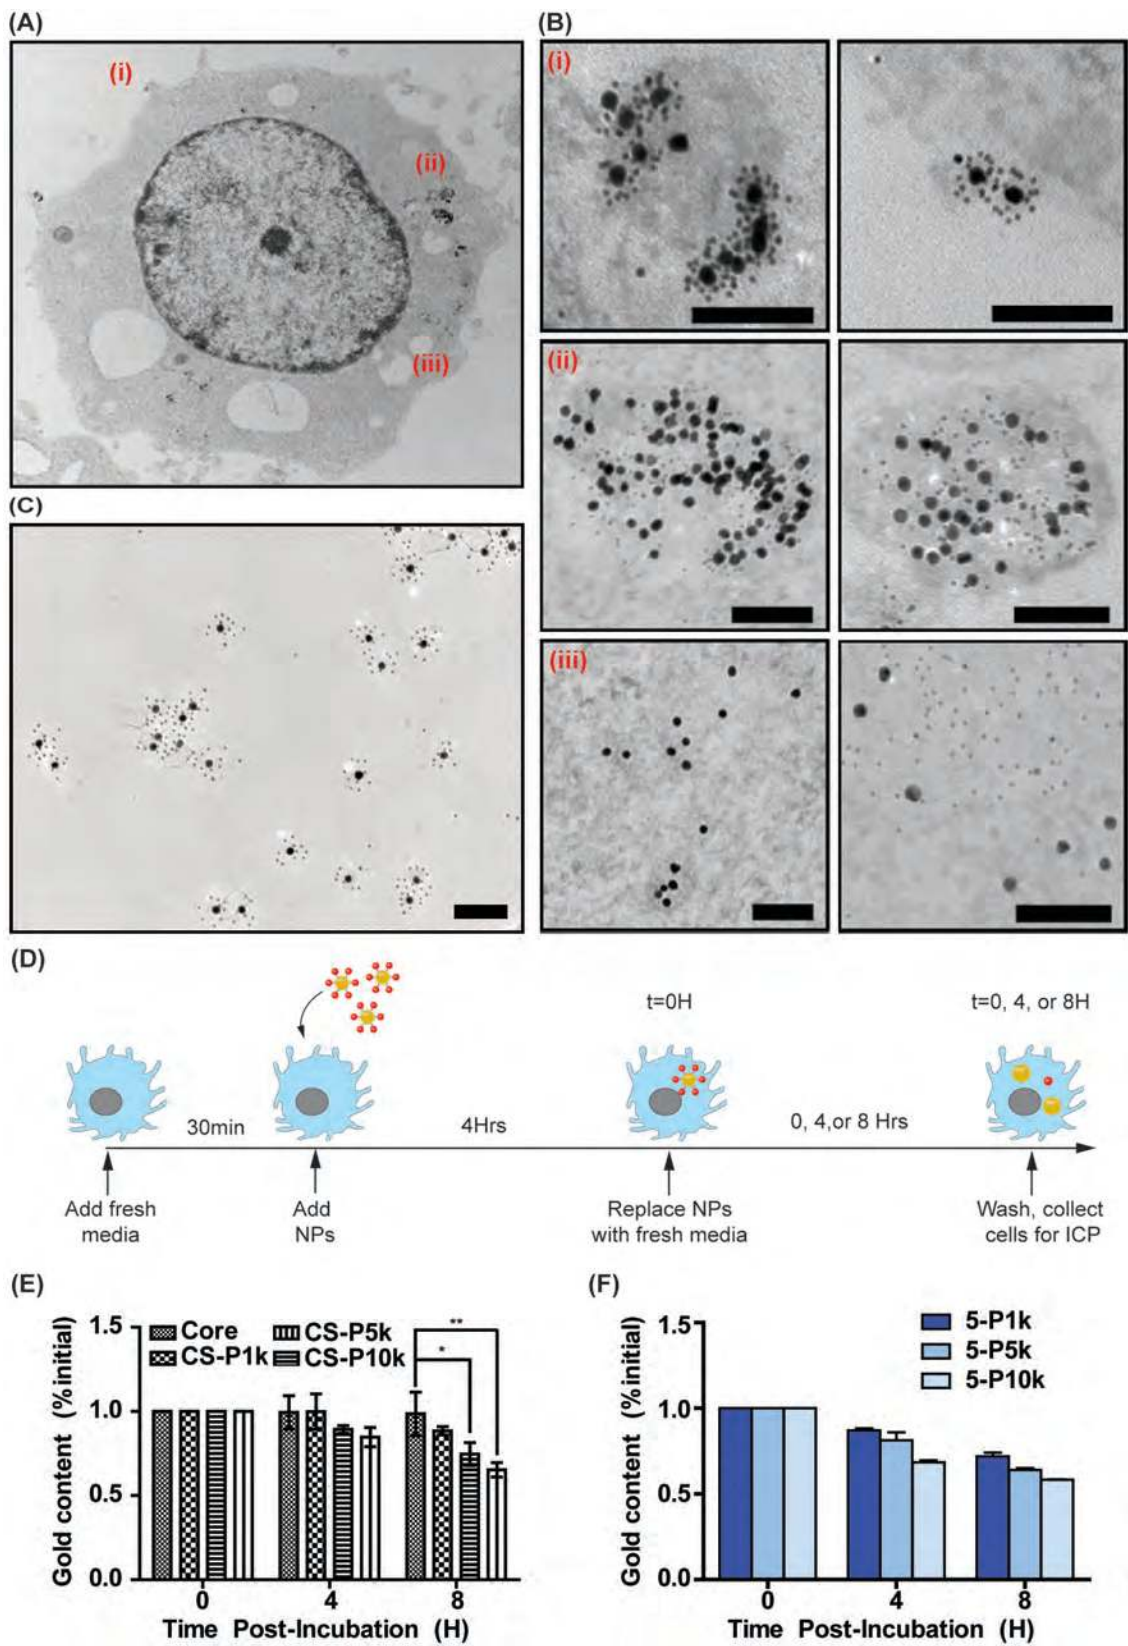 (A)
(i)
(ii)
(iii)
(B)
(i)
(ii)
(iii)
(C)
(D)
t=0H
t=0, 4, or 8H
30min
4Hrs
0, 4,or 8 Hrs
Add fresh
media
Add
NPs
Replace NPs
with fresh media
Wash, collect
cells for ICP
(E)
Gold content (%initial)
1.5
1.0
0.5
0.0
Core
CS-P5k
CS-P1k
CS-P10k
**
*
0
4
8
Time Post-Incubation (H)
(F)
Gold content (%initial)
1.5
1.0
0.5
0.0
5-P1k
5-P5k
5-P10k
0
4
8
Time Post-Incubation (H)